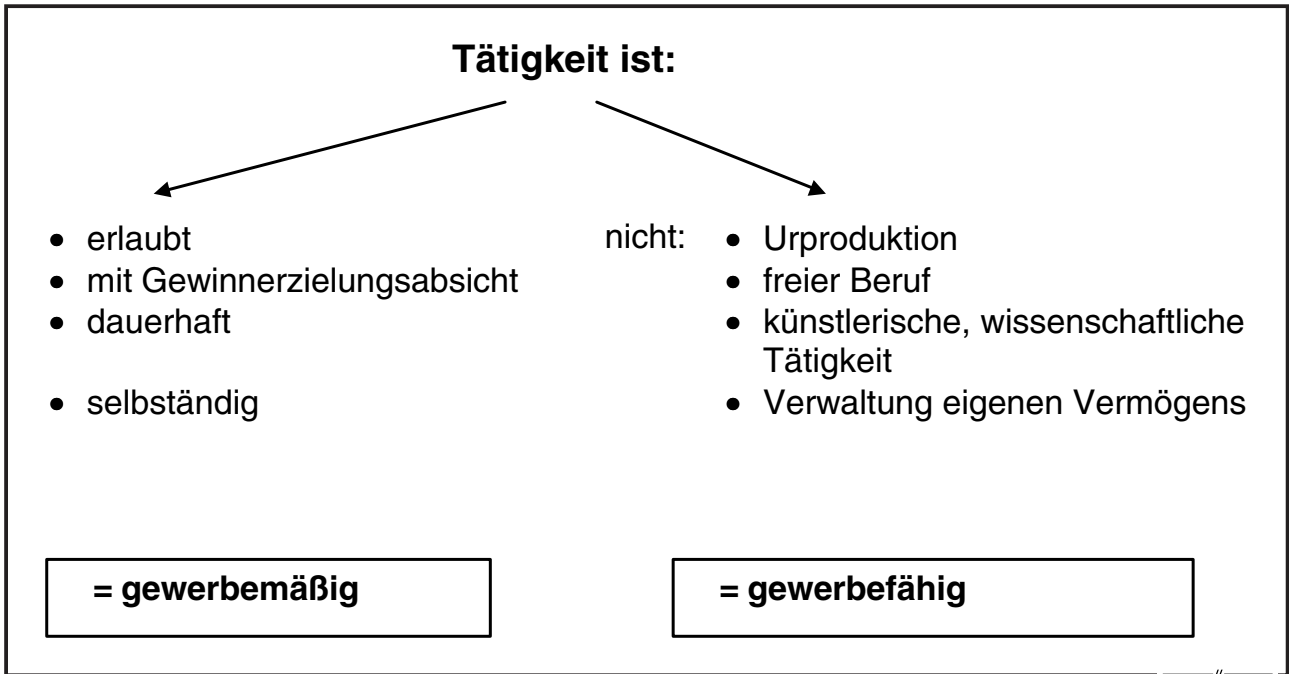 Tätigkeit ist:
• erlaubt
• mit Gewinnerzielungsabsicht
• dauerhaft
• selbständig
nicht: • Urproduktion
• freier Beruf
• künstlerische, wissenschaftliche
Tätigkeit
• Verwaltung eigenen Vermögens
= gewerbemäßig
= gewerbefähig